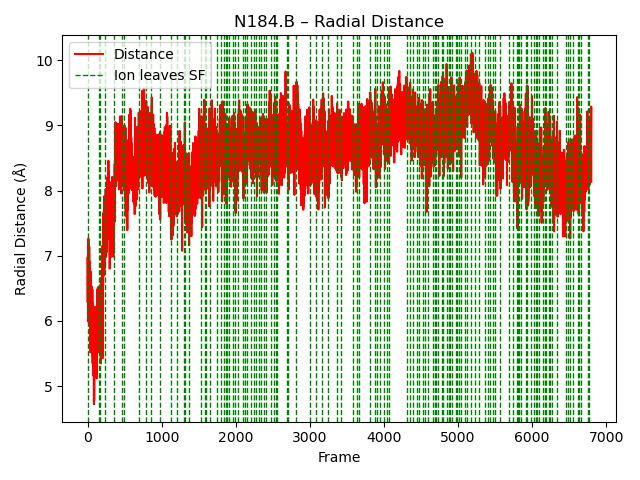 N184.B – Radial Distance
Distance
Ion leaves SF
Radial Distance (Å)
10
9
8
7
6
5
0 1000 2000 3000 4000 5000 6000 7000
Frame